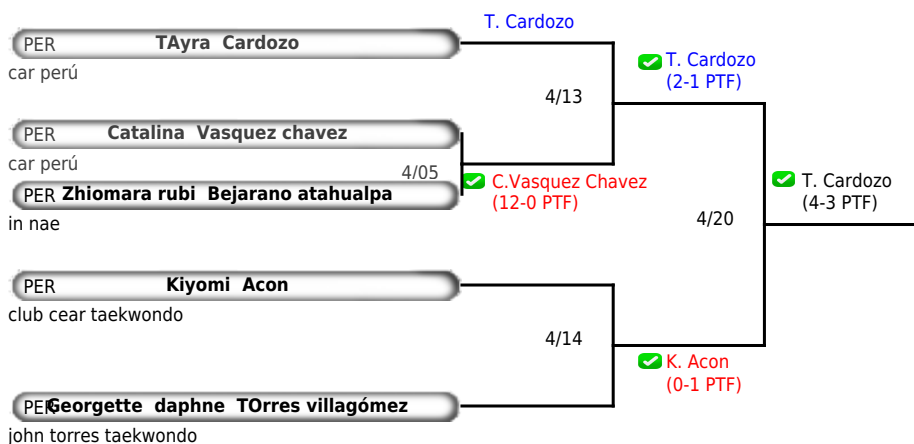 T. Cardozo
PER TAyra Cardozo
car perú
T. Cardozo
(2-1 PTF)
4/13
PER Catalina Vasquez chavez
car perú
4/05
C.Vasquez Chavez
(12-0 PTF)
T. Cardozo
(4-3 PTF)
PER Zhiomara rubi Bejarano atahualpa
in nae
4/20
PER Kiyomi Acon
club cear taekwondo
4/14
K. Acon
(0-1 PTF)
PER Georgette daphne TOrres villagómez
john torres taekwondo